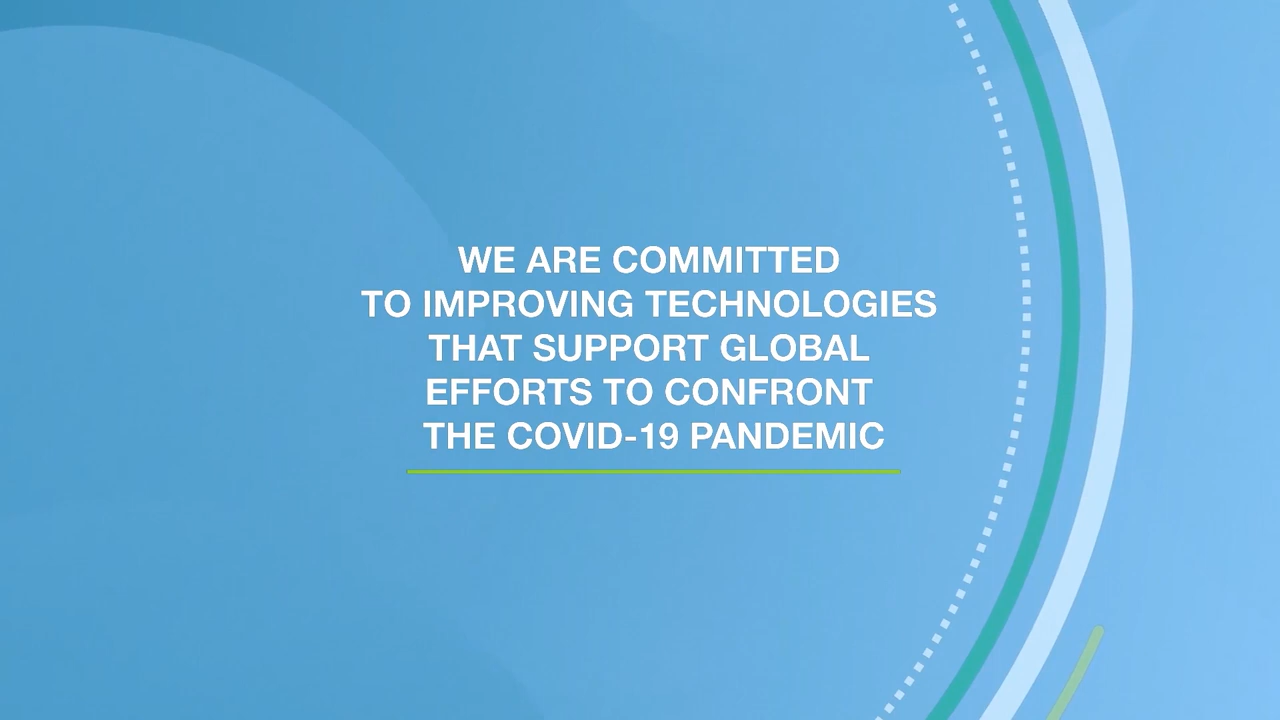 WE ARE COMMITTED
TO IMPROVING TECHNOLOGIES
THAT SUPPORT GLOBAL
EFFORTS TO CONFRONT
THE COVID-19 PANDEMIC